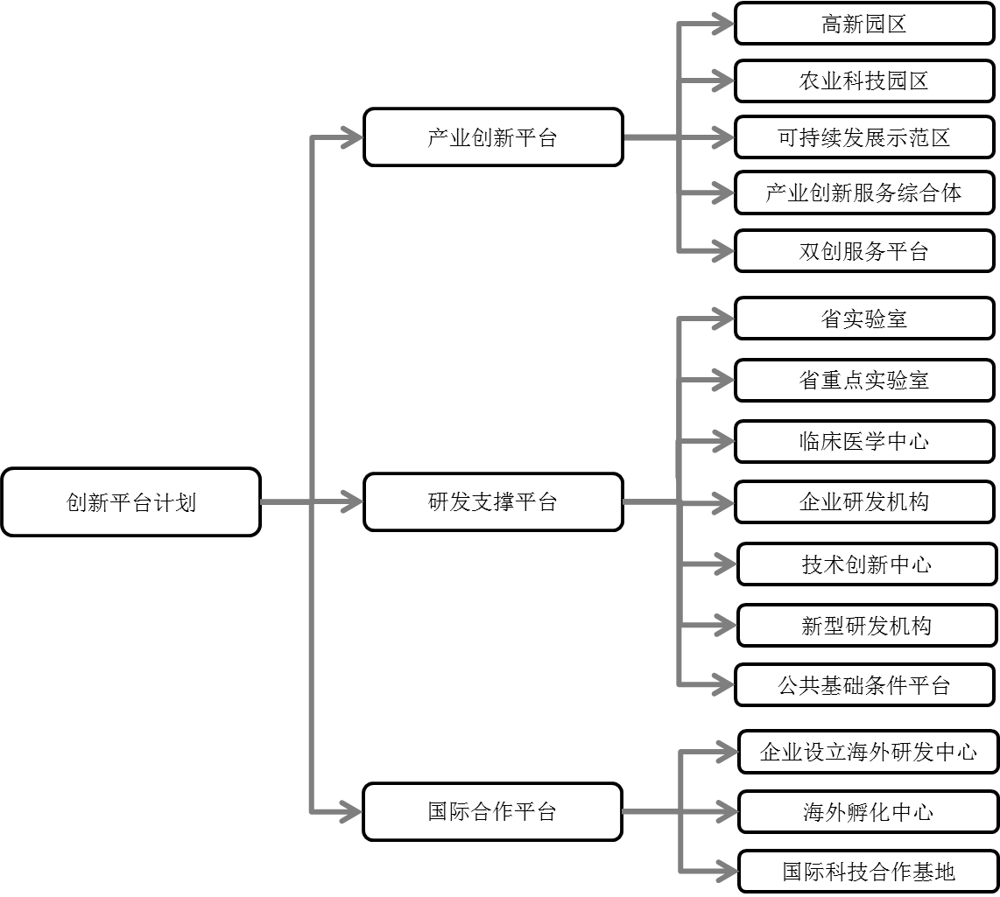 高新园区
农业科技园区
产业创新平台
可持续发展示范区
产业创新服务综合体
双创服务平台
省实验室
省重点实验室
临床医学中心
创新平台计划
研发支撑平台
企业研发机构
技术创新中心
新型研发机构
公共基础条件平台
企业设立海外研发中心
国际合作平台
海外孵化中心
国际科技合作基地